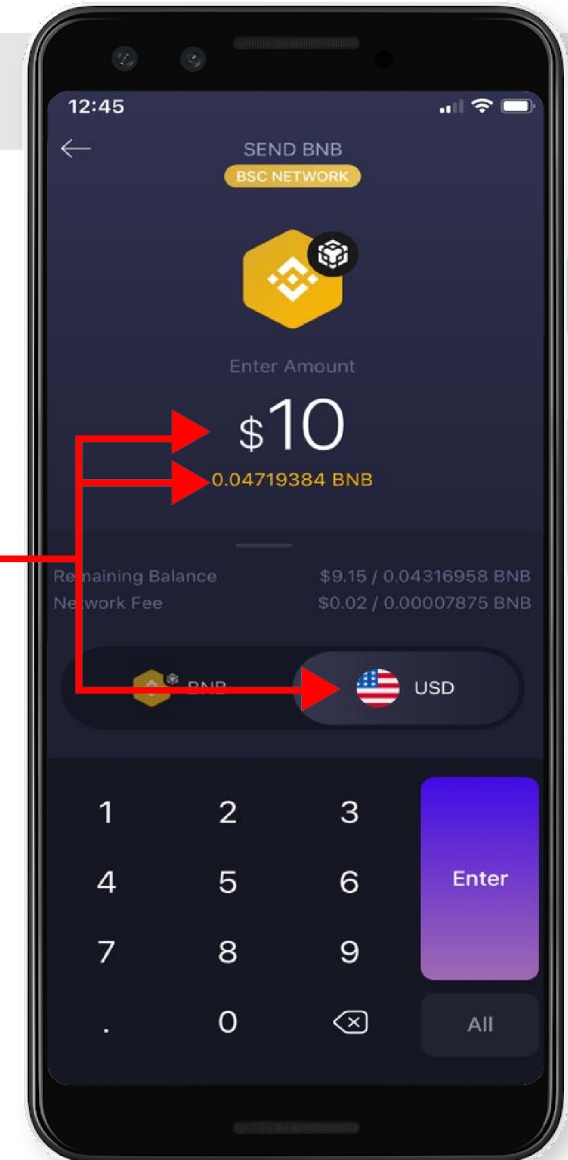 12:45
SEND BNB
BSC NETWORK
Enter Amount
$10
0.04719384 BNB
Remaining Balance $9.15 / 0.04316958 BNB
Network Fee $0.02 / 0.00007875 BNB
BNB USD
1 2 3
4 5 6 Enter
7 8 9
. 0 All